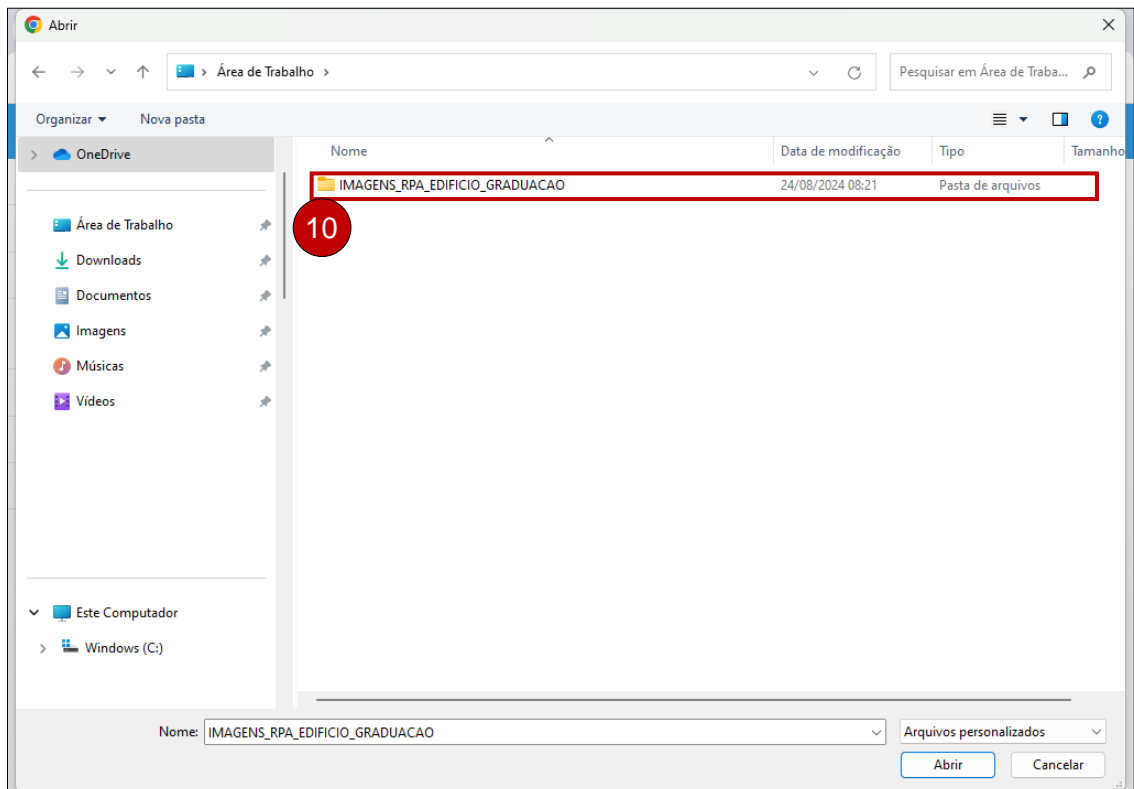 Abrir
Área de Trabalho
Pesquisar em Área de Traba...
Organizar
Nova pasta
OneDrive
Nome
Data de modificação
Tipo
Tamanho
IMAGENS_RPA_EDIFICIO_GRADUACAO
24/08/2024 08:21
Pasta de arquivos
10
Área de Trabalho
Downloads
Documentos
Imagens
Músicas
Vídeos
Este Computador
Windows (C:)
Nome: IMAGENS_RPA_EDIFICIO_GRADUACAO
Arquivos personalizados
Abrir
Cancelar